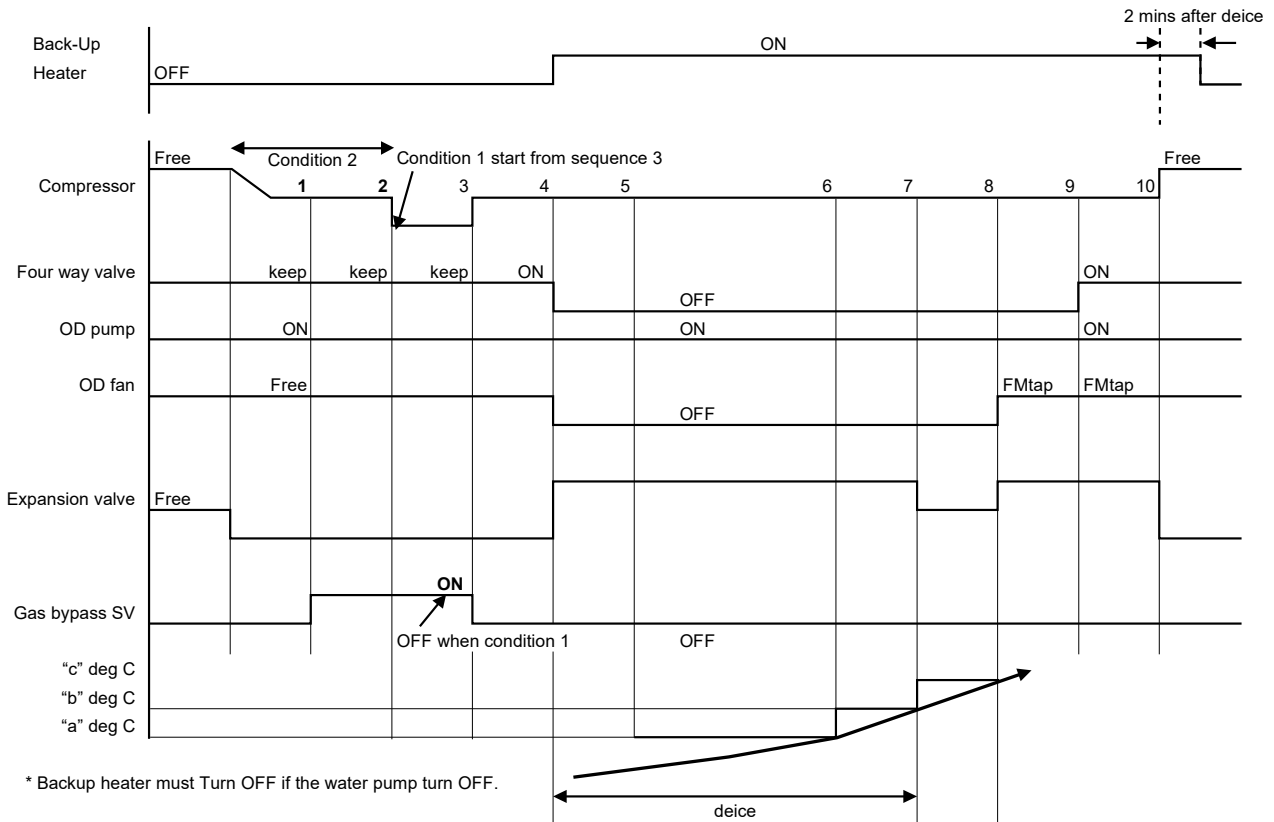 2 mins after deice
Back-Up
Heater
ON
OFF
Free
Condition 2
Condition 1 start from sequence 3
Free
Compressor
1 2 3 4 5 6 7 8 9 10
Four way valve
keep keep keep ON
ON
OFF
OD pump
ON ON ON
OD fan
Free
FMtap FMtap
OFF
Expansion valve
Free
ON
Gas bypass SV
OFF when condition 1
OFF
“c” deg C
“b” deg C
“a” deg C
* Backup heater must Turn OFF if the water pump turn OFF.
deice